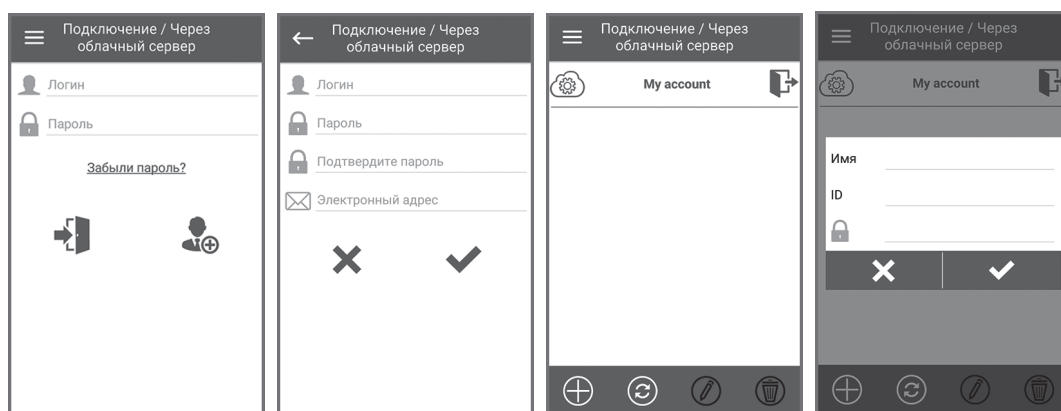 Подключение / Через
облачный сервер
Логин
Пароль
Забыли пароль?
Подключение / Через
облачный сервер
Логин
Пароль
Подтвердите пароль
Электронный адрес
Подключение / Через
облачный сервер
My account
Подключение / Через
облачный сервер
My account
Имя
ID